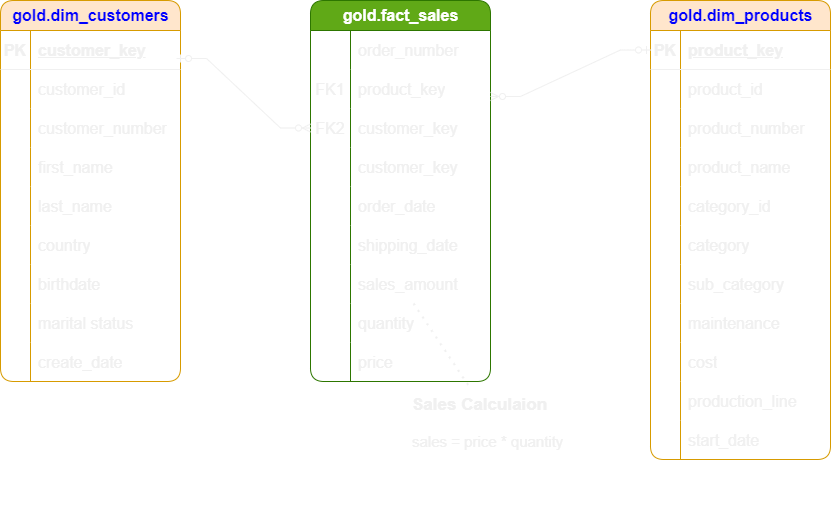 gold.dim_customers
PK customer_key
customer_id
customer_number
first_name
last_name
country
birthdate
marital status
create_date
gold.fact_sales
order_number
FK1 product_key
FK2 customer_key
customer_key
order_date
shipping_date
sales_amount
quantity
price
Sales Calculaion
sales = price * quantity
gold.dim_products
PK product_key
product_id
product_number
product_name
category_id
category
sub_category
maintenance
cost
production_line
start_date